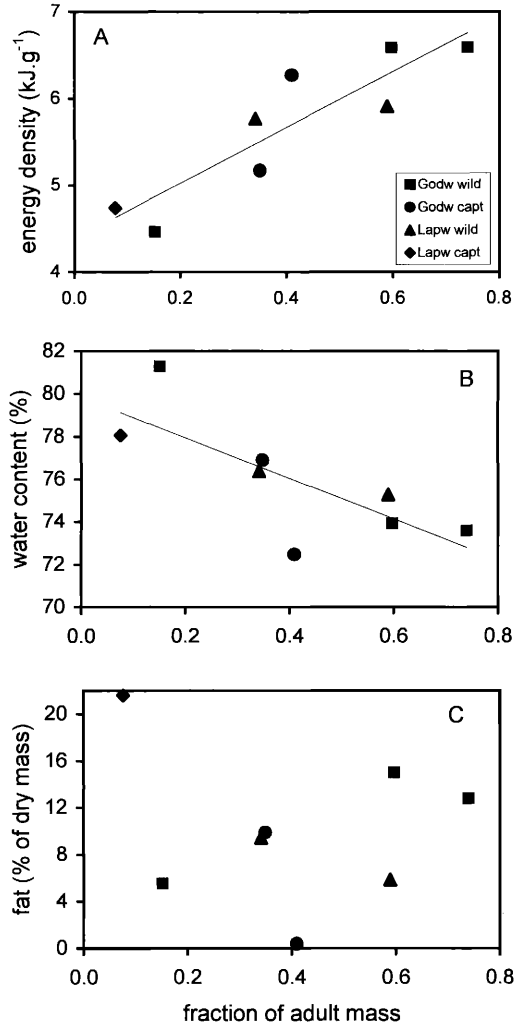 A
energy density (kJ.g⁻¹)
7
6
5
4
Godw wild
Godw capt
Lapw wild
Lapw capt
0.0 0.2 0.4 0.6 0.8
B
water content (%)
82
80
78
76
74
72
70
0.0 0.2 0.4 0.6 0.8
C
fat (% of dry mass)
20
16
12
8
4
0
0.0 0.2 0.4 0.6 0.8
fraction of adult mass